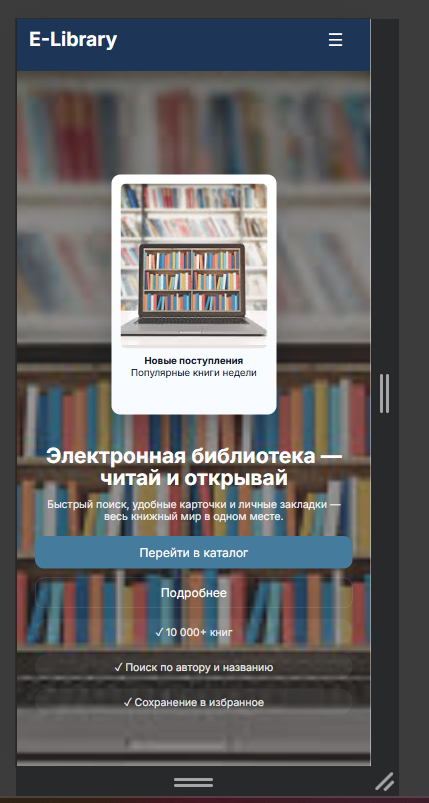 E-Library
☰
Новые поступления
Популярные книги недели
Электронная библиотека —
читай и открывай
Быстрый поиск, удобные карточки и личные закладки —
весь книжный мир в одном месте.
Перейти в каталог
Подробнее
✓ 10 000+ книг
✓ Поиск по автору и названию
✓ Сохранение в избранное